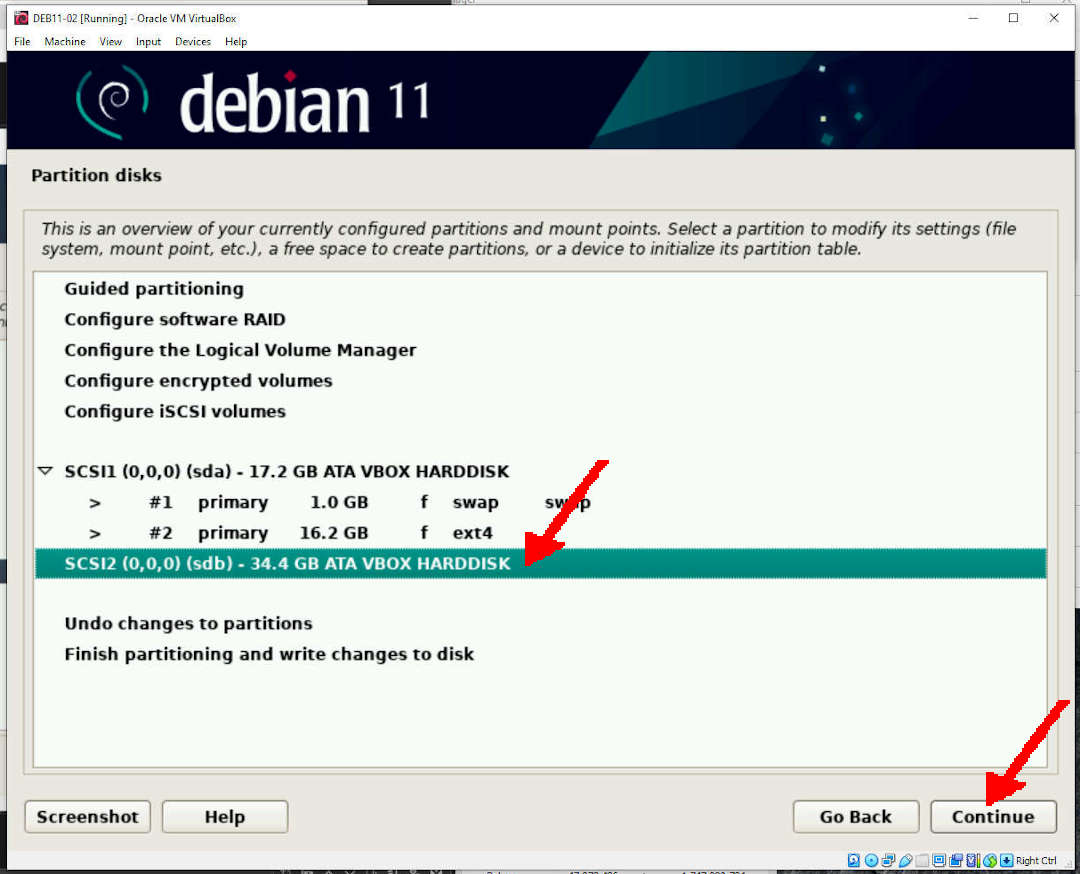 DEB11-02 [Running] - Oracle VM VirtualBox
File Machine View Input Devices Help
debian 11
Partition disks
This is an overview of your currently configured partitions and mount points. Select a partition to modify its settings (file
system, mount point, etc.), a free space to create partitions, or a device to initialize its partition table.
Guided partitioning
Configure software RAID
Configure the Logical Volume Manager
Configure encrypted volumes
Configure iSCSI volumes
SCSI1 (0,0,0) (sda) - 17.2 GB ATA VBOX HARDDISK
> #1 primary 1.0 GB f swap swap
> #2 primary 16.2 GB f ext4
SCSI2 (0,0,0) (sdb) - 34.4 GB ATA VBOX HARDDISK
Undo changes to partitions
Finish partitioning and write changes to disk
Screenshot Help Go Back Continue
Right Ctrl